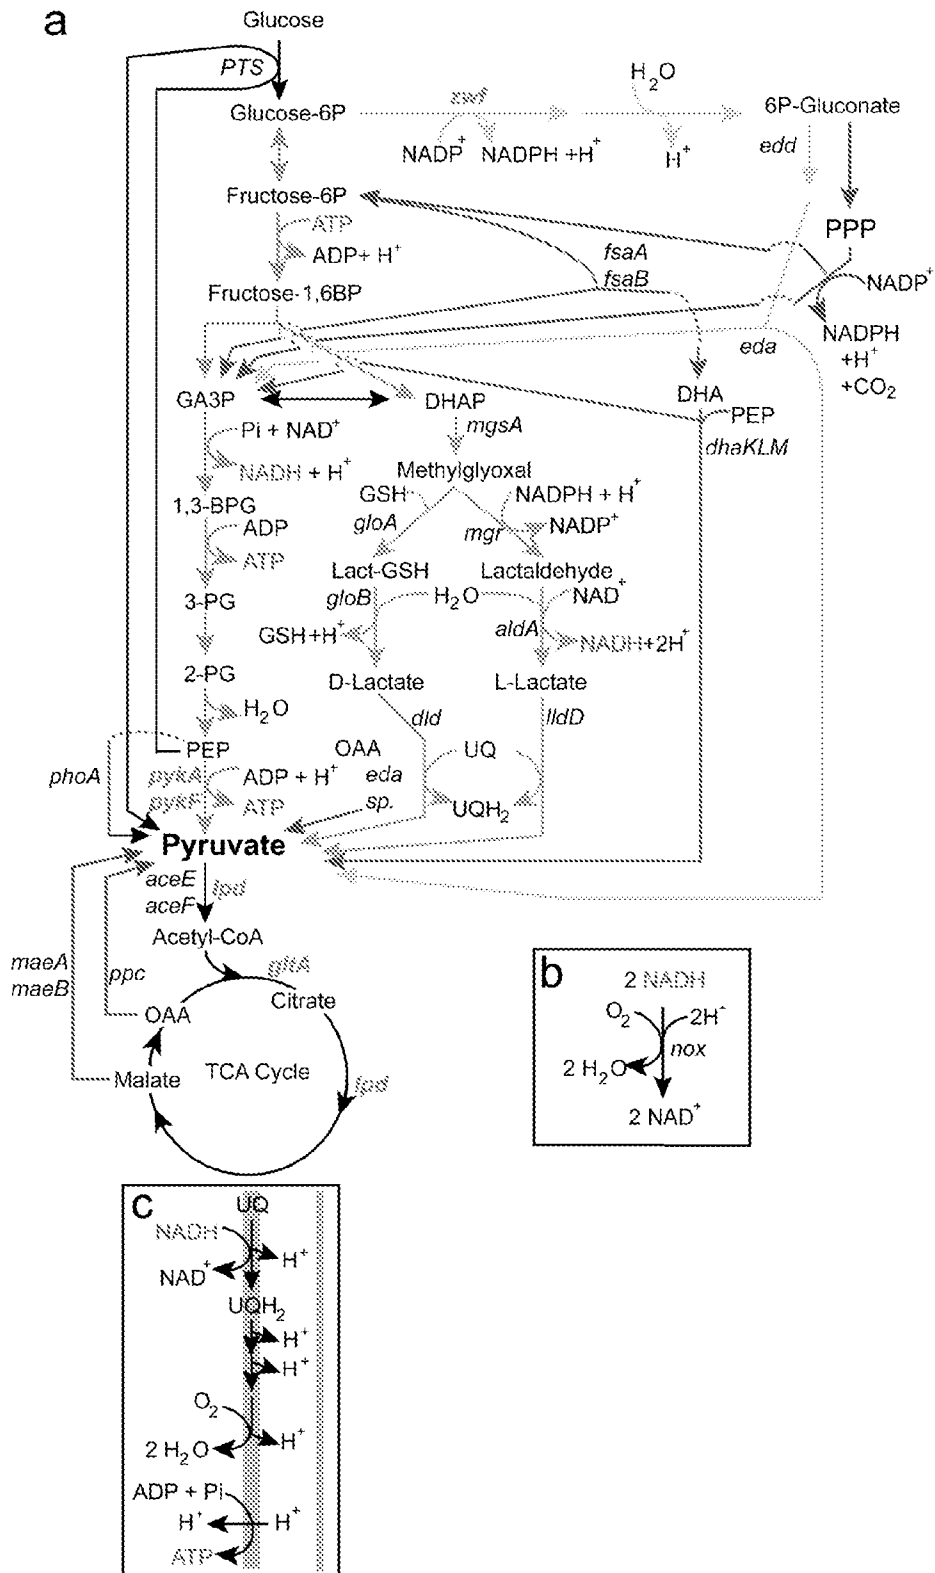 a
Glucose
PTS
Glucose-6P
zwf
H2O
6P-Gluconate
NADP+ NADPH +H+
H+
edd
Fructose-6P
ATP
ADP+ H+
PPP
fsaA
fsaB
NADP+
Fructose-1,6BP
NADPH
+H+
+CO2
eda
GA3P
DHAP
DHA
PEP
dhaKLM
mgsA
Pi + NAD+
NADH + H+
Methylglyoxal
GSH
NADPH + H+
gloA
mgr
NADP+
1,3-BPG
ADP
ATP
Lact-GSH
Lactaldehyde
gloB
H2O
NAD+
3-PG
GSH+H+
aldA
NADH+2H+
2-PG
D-Lactate
L-Lactate
H2O
dld
lldD
PEP
OAA
UQ
phoA
pykA
pykF
ADP + H+
ATP
eda
sp.
UQH2
Pyruvate
aceE
aceF
lpd
Acetyl-CoA
maeA
maeB
ppc
gltA
Citrate
OAA
TCA Cycle
Malate
lpd
b
2 NADH
O2
2H+
nox
2 H2O
2 NAD+
c
UQ
NADH
H+
NAD+
UQH2
H+
H+
O2
2 H2O
H+
ADP + Pi
H+
H+
ATP